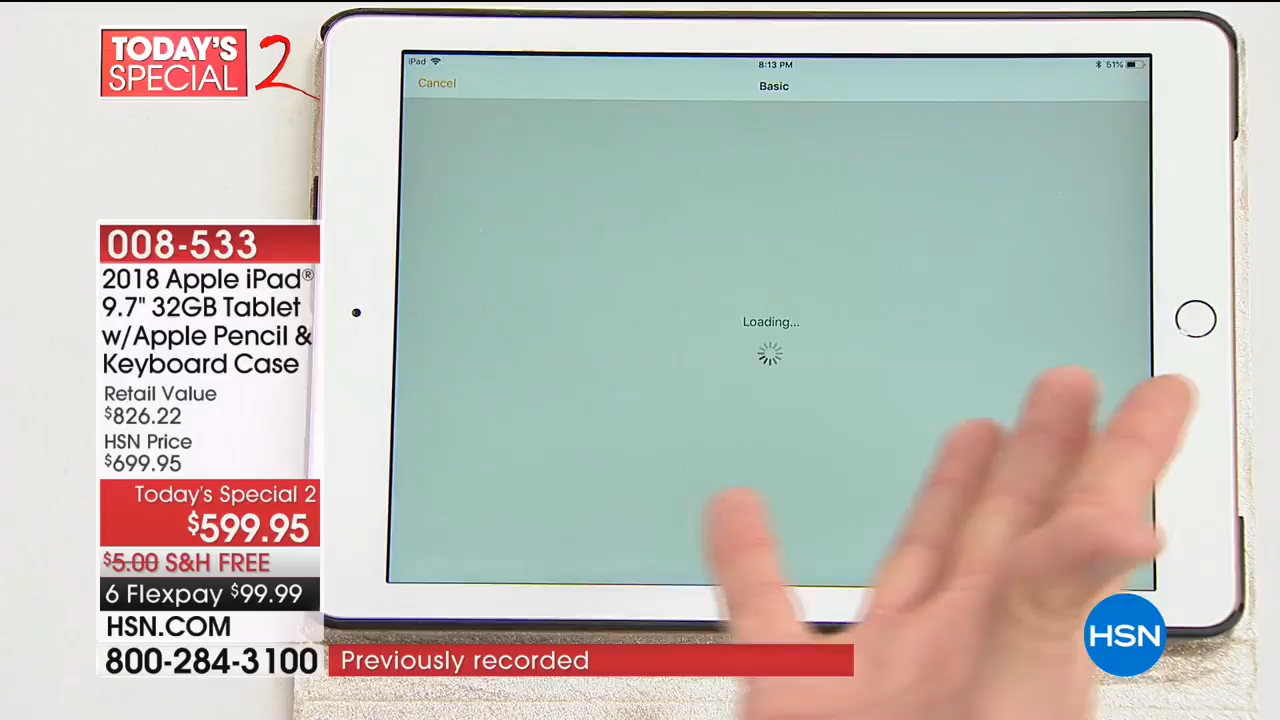 TODAY'S
SPECIAL 2
iPad 8:13 PM 51%
Cancel Basic
Loading...
008-533
2018 Apple iPad®
9.7" 32GB Tablet
w/Apple Pencil &
Keyboard Case
Retail Value
$826.22
HSN Price
$699.95
Today's Special 2
$599.95
$5.00 S&H FREE
6 Flexpay $99.99
HSN.COM
800-284-3100
Previously recorded
HSN